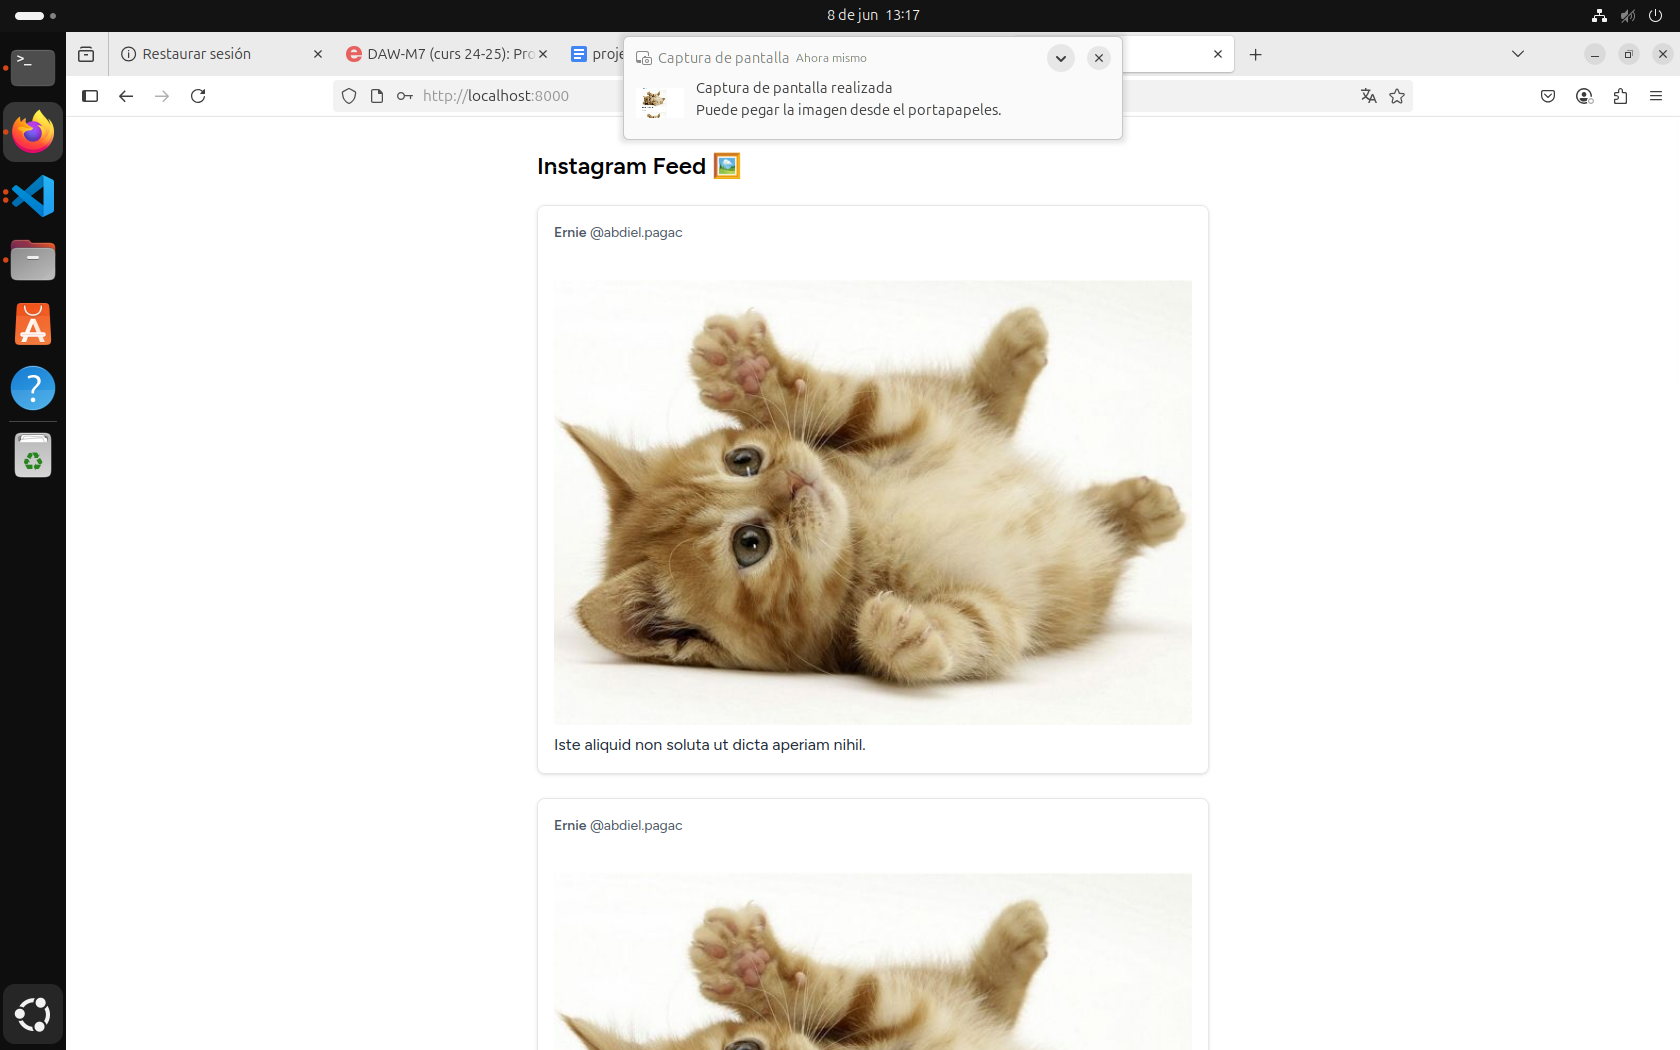 8 de jun 13:17
Restaurar sesión
DAW-M7 (curs 24-25): Pro
proje
Captura de pantalla Ahora mismo
Captura de pantalla realizada
Puede pegar la imagen desde el portapapeles.
http://localhost:8000
Instagram Feed
Ernie @abdiel.pagac
Iste aliquid non soluta ut dicta aperiam nihil.
Ernie @abdiel.pagac